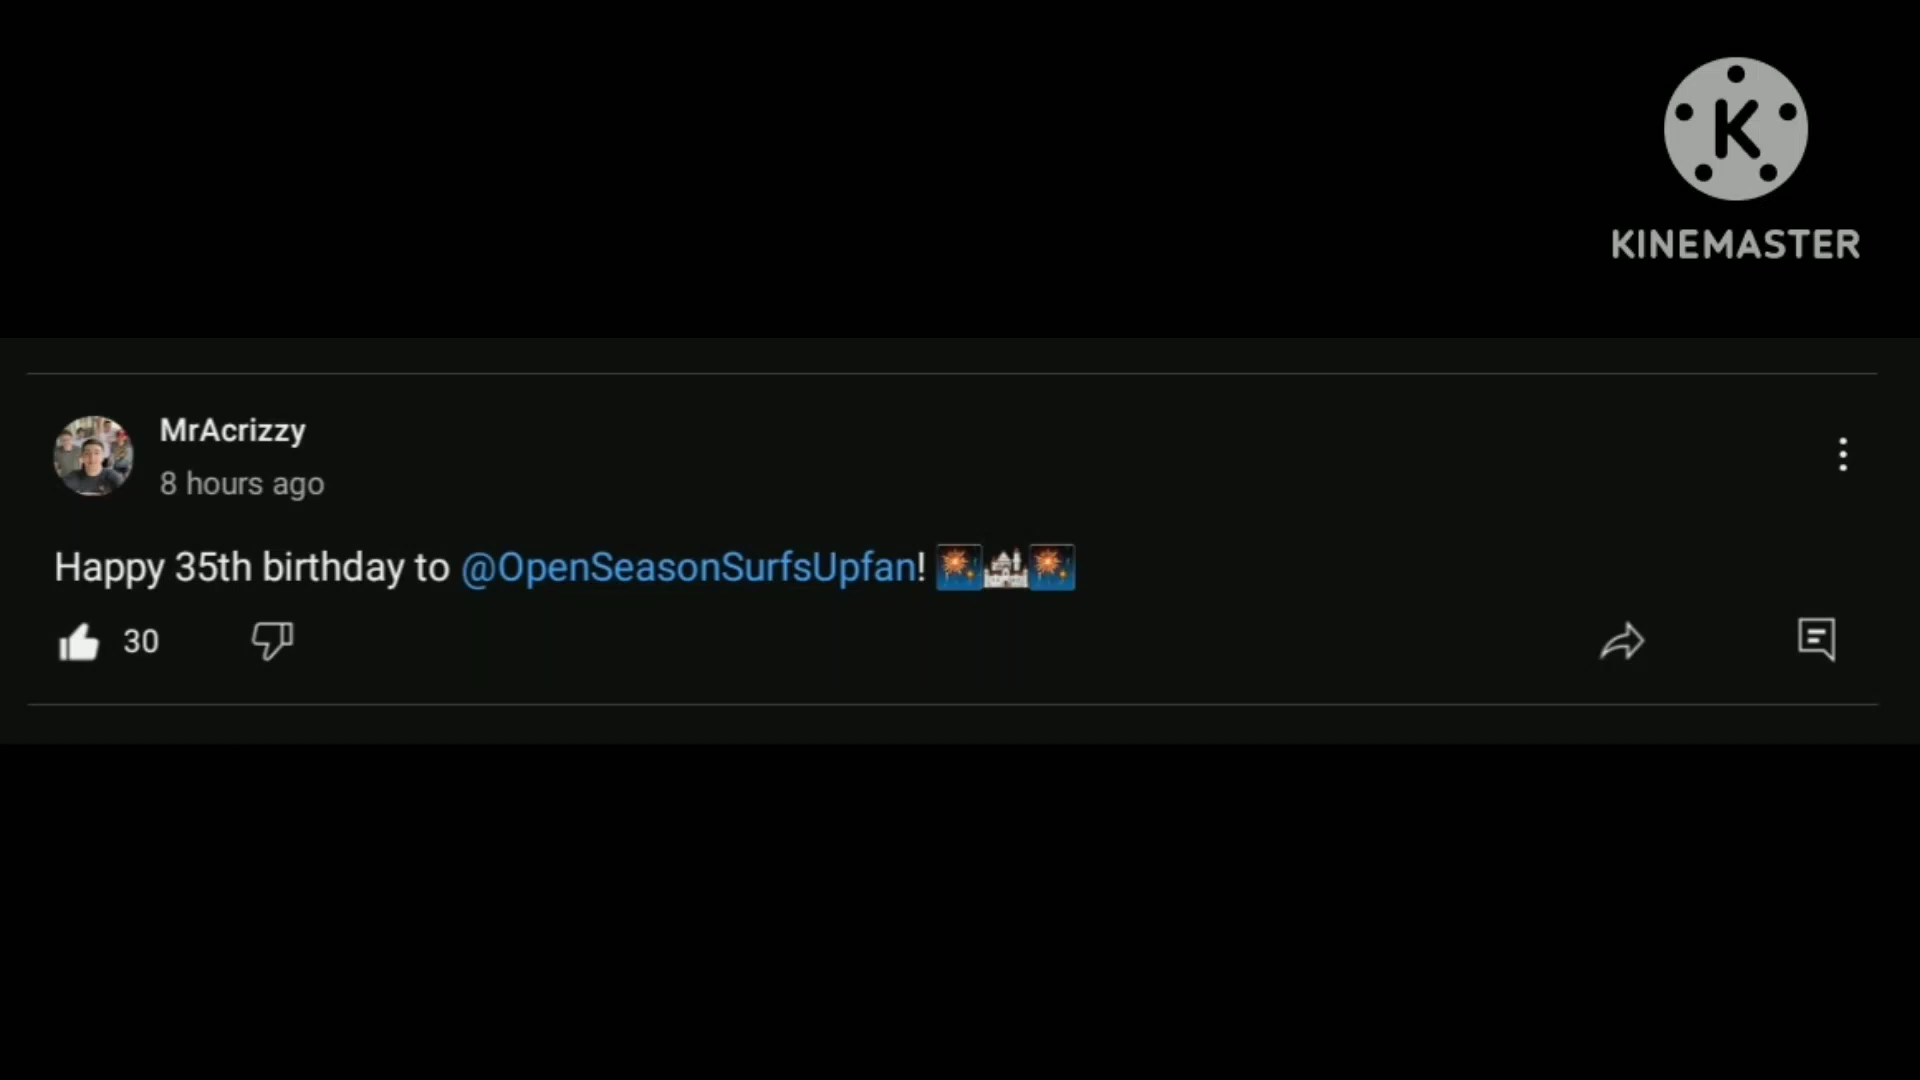 K
KINEMASTER
MrAcrizzy
8 hours ago
Happy 35th birthday to @OpenSeasonSurfsUpfan! 🎆🏰🎆
30